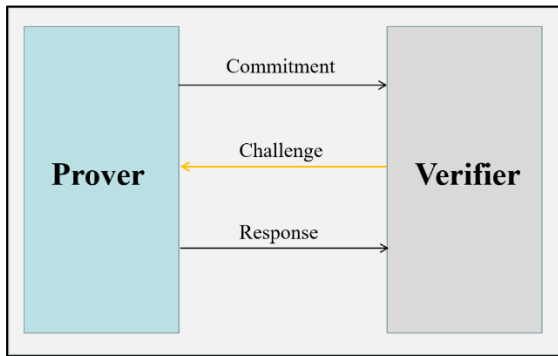 Commitment
Challenge
Prover
Verifier
Response